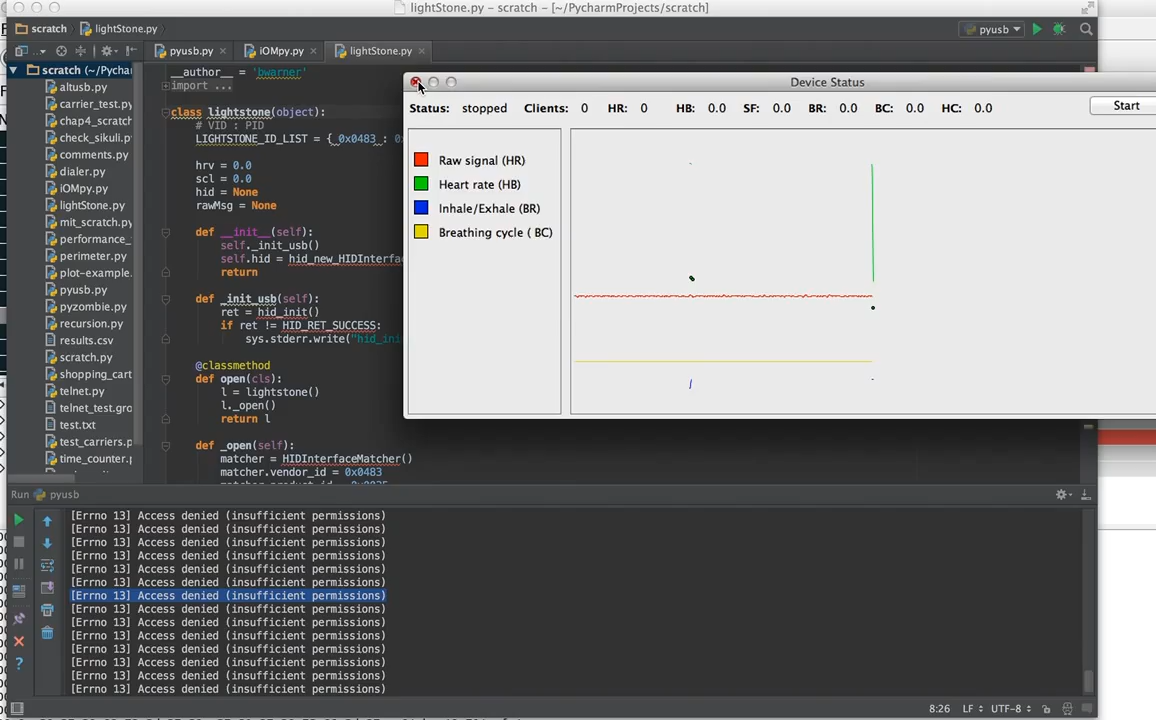 lightStone.py – scratch – [~/PycharmProjects/scratch]
scratch lightStone.py pyusb
pyusb.py iOMpy.py lightStone.py
scratch (~/Pychar
altusb.py
carrier_test.py
chap4_scratch
check_sikuli.p
comments.py
dialer.py
iOMpy.py
lightStone.py
mit_scratch.py
performance_
perimeter.py
plot-example.
pyusb.py
pyzombie.py
recursion.py
results.csv
scratch.py
shopping_cart
telnet.py
telnet_test.gro
test.txt
test_carriers.p
time_counter.p
__author__ = 'bwarner'
import ...
class lightstone(object):
# VID : PID
LIGHTSTONE_ID_LIST = { 0x0483 : 0x
hrv = 0.0
scl = 0.0
hid = None
rawMsg = None
def __init__(self):
self._init_usb()
self.hid = hid_new_HIDInterfac
return
def _init_usb(self):
ret = hid_init()
if ret != HID_RET_SUCCESS:
sys.stderr.write("hid_ini
@classmethod
def open(cls):
l = lightstone()
l._open()
return l
def _open(self):
matcher = HIDInterfaceMatcher()
matcher.vendor_id = 0x0483
Device Status
Status: stopped Clients: 0 HR: 0 HB: 0.0 SF: 0.0 BR: 0.0 BC: 0.0 HC: 0.0 Start
Raw signal (HR)
Heart rate (HB)
Inhale/Exhale (BR)
Breathing cycle ( BC)
Run pyusb
[Errno 13] Access denied (insufficient permissions)
[Errno 13] Access denied (insufficient permissions)
[Errno 13] Access denied (insufficient permissions)
[Errno 13] Access denied (insufficient permissions)
[Errno 13] Access denied (insufficient permissions)
[Errno 13] Access denied (insufficient permissions)
[Errno 13] Access denied (insufficient permissions)
[Errno 13] Access denied (insufficient permissions)
[Errno 13] Access denied (insufficient permissions)
[Errno 13] Access denied (insufficient permissions)
[Errno 13] Access denied (insufficient permissions)
[Errno 13] Access denied (insufficient permissions)
[Errno 13] Access denied (insufficient permissions)
[Errno 13] Access denied (insufficient permissions)
8:26 LF UTF-8